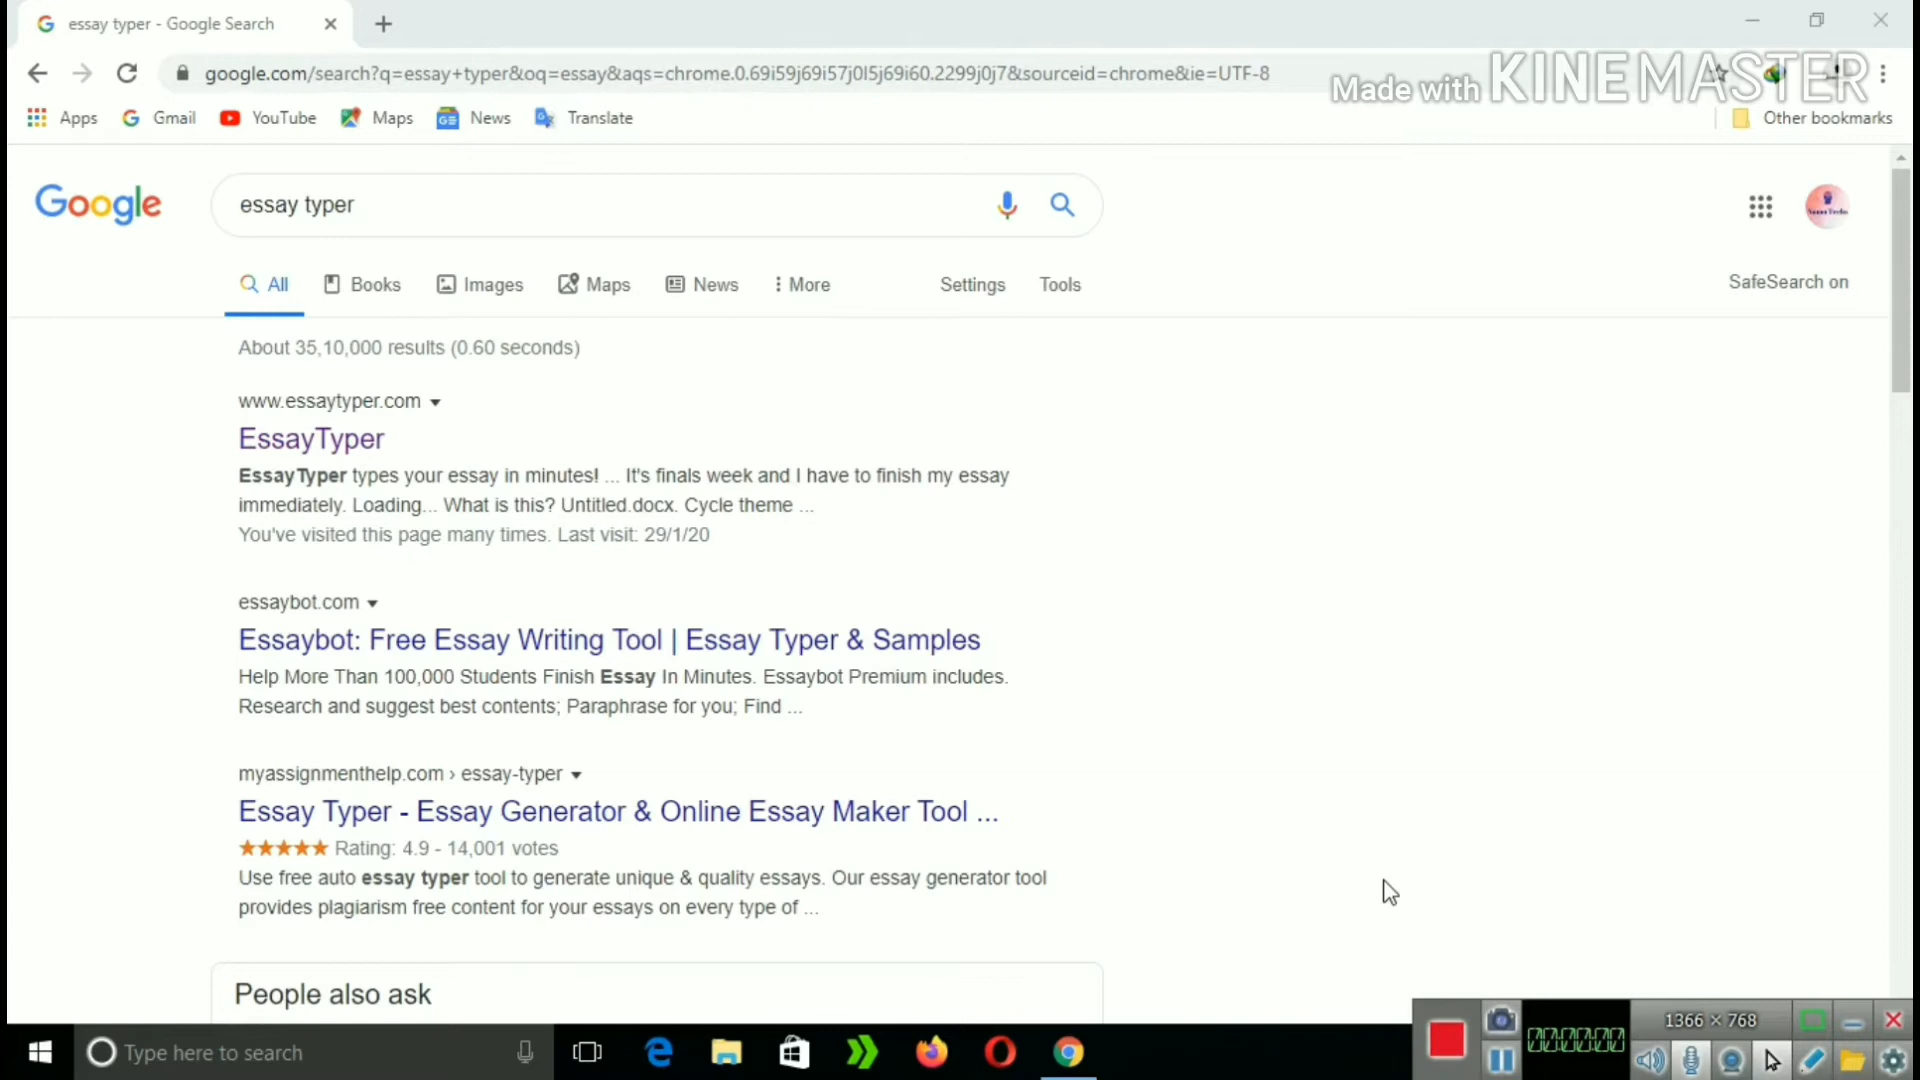 essay typer - Google Search
google.com/search?q=essay+typer&oq=essay&aqs=chrome.0.69i59j69i57j0l5j69i60.2299j0j7&sourceid=chrome&ie=UTF-8
Made with KINEMASTER
Apps Gmail YouTube Maps News Translate Other bookmarks
Google essay typer
All Books Images Maps News More Settings Tools SafeSearch on
About 35,10,000 results (0.60 seconds)
www.essaytyper.com
EssayTyper
EssayTyper types your essay in minutes! ... It's finals week and I have to finish my essay
immediately. Loading... What is this? Untitled.docx. Cycle theme ...
You've visited this page many times. Last visit: 29/1/20
essaybot.com
Essaybot: Free Essay Writing Tool | Essay Typer & Samples
Help More Than 100,000 Students Finish Essay In Minutes. Essaybot Premium includes.
Research and suggest best contents; Paraphrase for you; Find ...
myassignmenthelp.com › essay-typer
Essay Typer - Essay Generator & Online Essay Maker Tool ...
Rating: 4.9 - 14,001 votes
Use free auto essay typer tool to generate unique & quality essays. Our essay generator tool
provides plagiarism free content for your essays on every type of ...
People also ask
1366 × 768
00:00:00
Type here to search